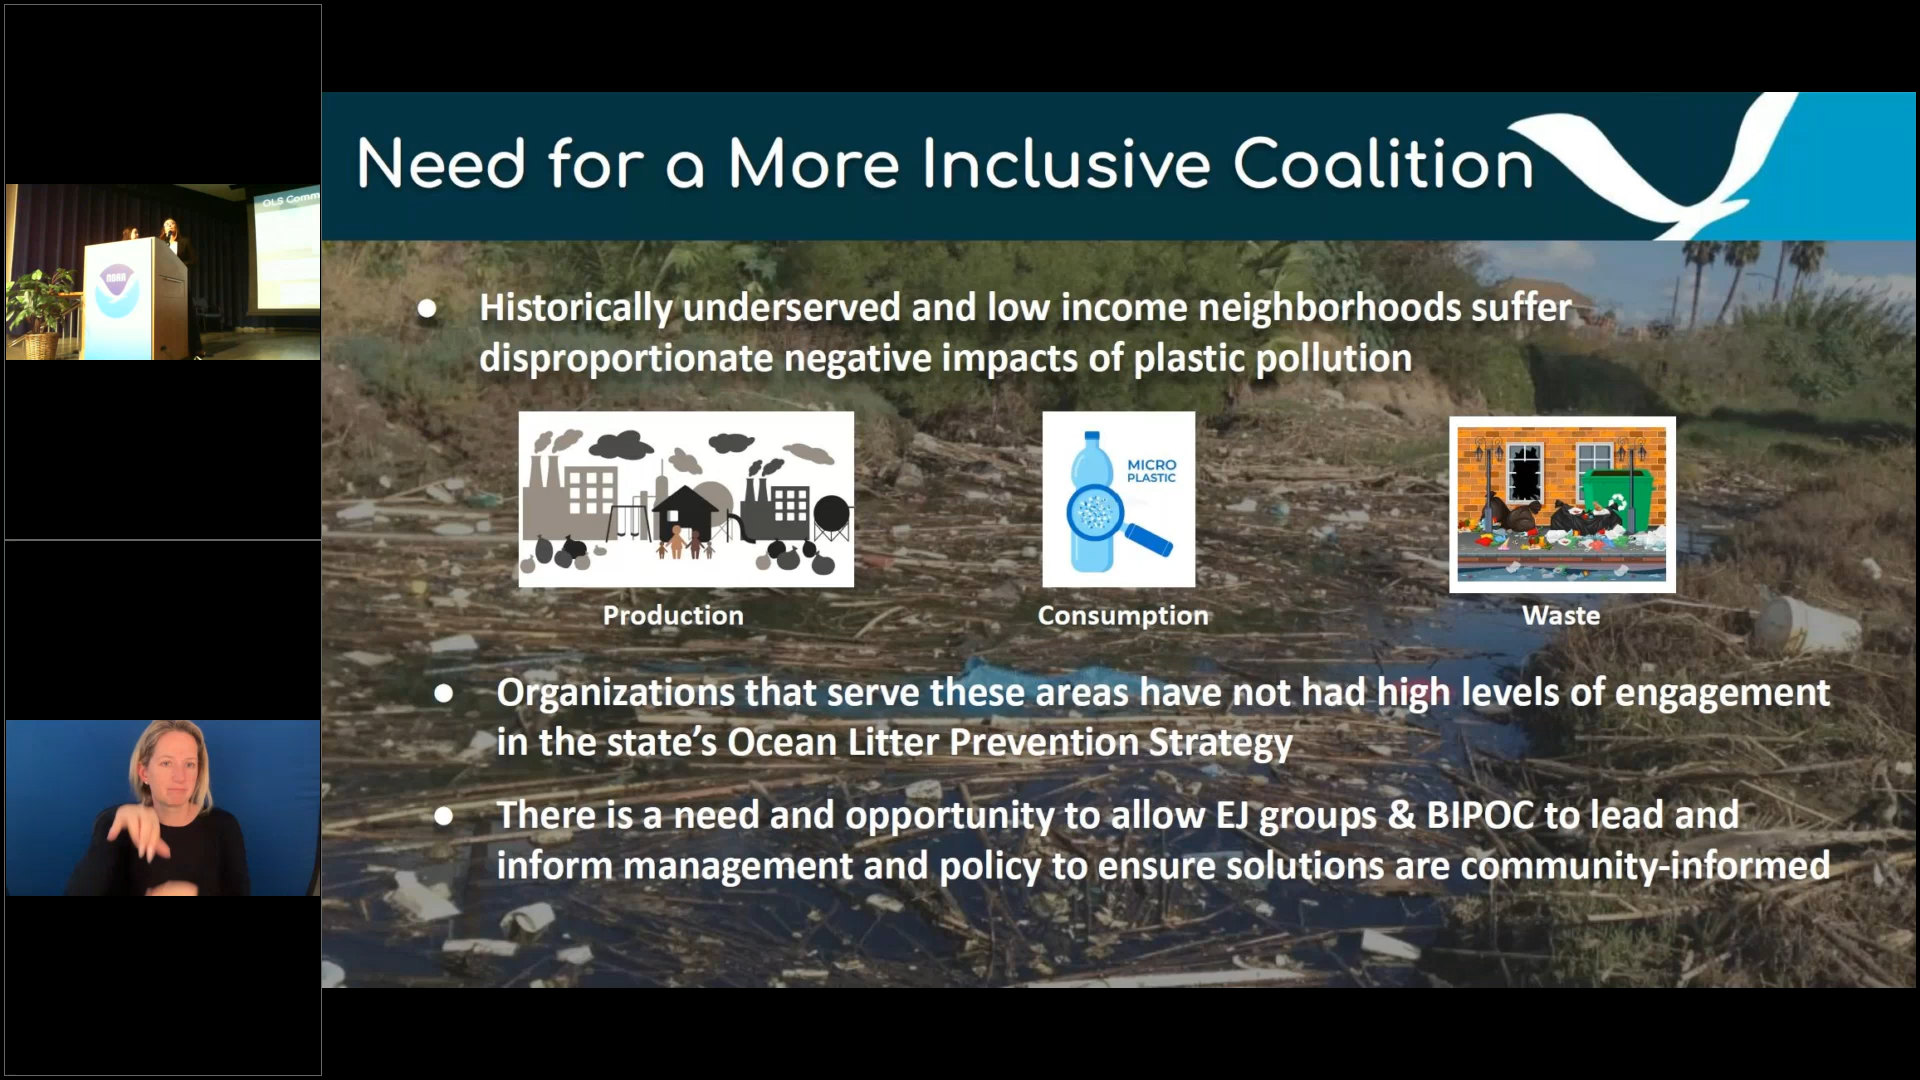 Need for a More Inclusive Coalition
OLS Comm
NOAA
● Historically underserved and low income neighborhoods suffer
disproportionate negative impacts of plastic pollution
MICRO
PLASTIC
Production
Consumption
Waste
● Organizations that serve these areas have not had high levels of engagement
in the state’s Ocean Litter Prevention Strategy
● There is a need and opportunity to allow EJ groups & BIPOC to lead and
inform management and policy to ensure solutions are community-informed